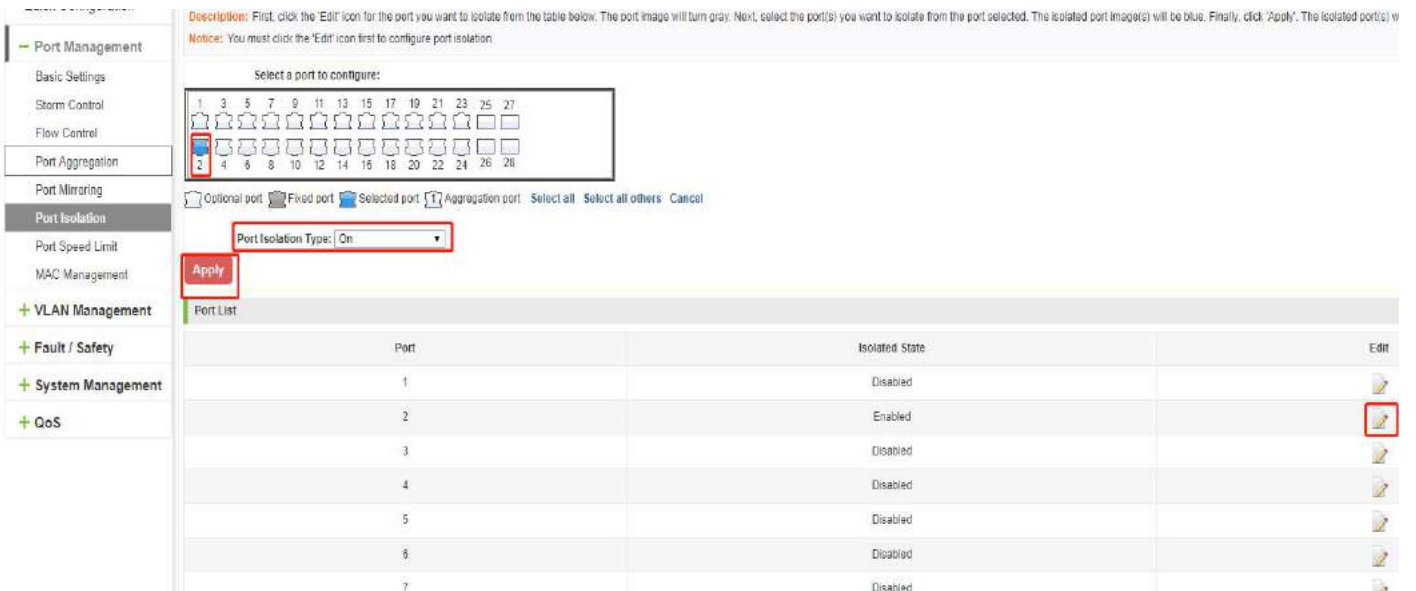 Description: First, click the 'Edit' icon for the port you want to isolate from the table below. The port image will turn gray. Next, select the port(s) you want to isolate from the port selected. The isolated port image(s) will be blue. Finally, click 'Apply'. The isolated port(s)
Notice: You must click the 'Edit' icon first to configure port isolation.
− Port Management
Basic Settings
Storm Control
Flow Control
Port Aggregation
Port Mirroring
Port Isolation
Port Speed Limit
MAC Management
+ VLAN Management
+ Fault / Safety
+ System Management
+ QoS
Select a port to configure:
1 3 5 7 9 11 13 15 17 19 21 23 25 27
2 4 6 8 10 12 14 16 18 20 22 24 26 28
Optional port Fixed port Selected port 1 Aggregation port Select all Select all others Cancel
Port Isolation Type: On
Apply
Port List
Port Isolated State Edit
1 Disabled
2 Enabled
3 Disabled
4 Disabled
5 Disabled
6 Disabled
7 Disabled